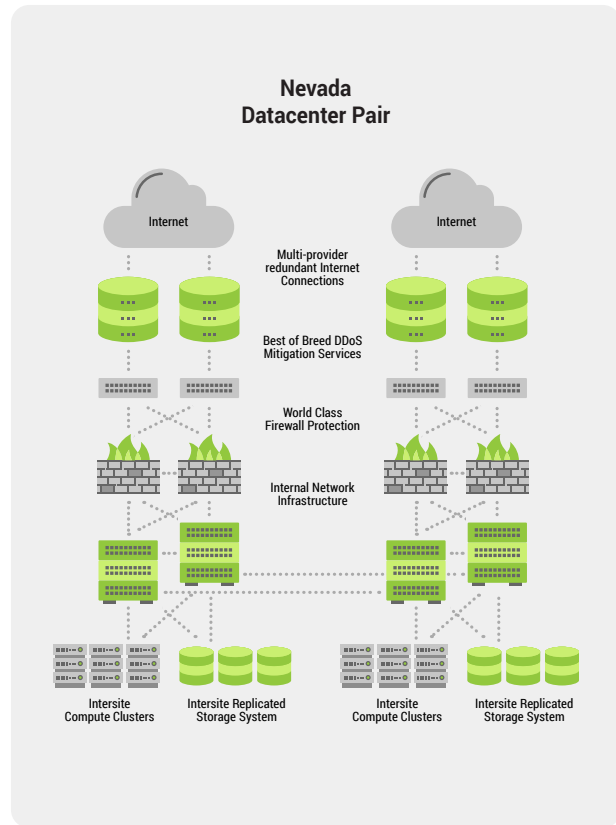 Nevada
Datacenter Pair
Internet
Internet
Multi-provider
redundant Internet
Connections
Best of Breed DDoS
Mitigation Services
World Class
Firewall Protection
Internal Network
Infrastructure
Intersite
Compute Clusters
Intersite Replicated
Storage System
Intersite
Compute Clusters
Intersite Replicated
Storage System